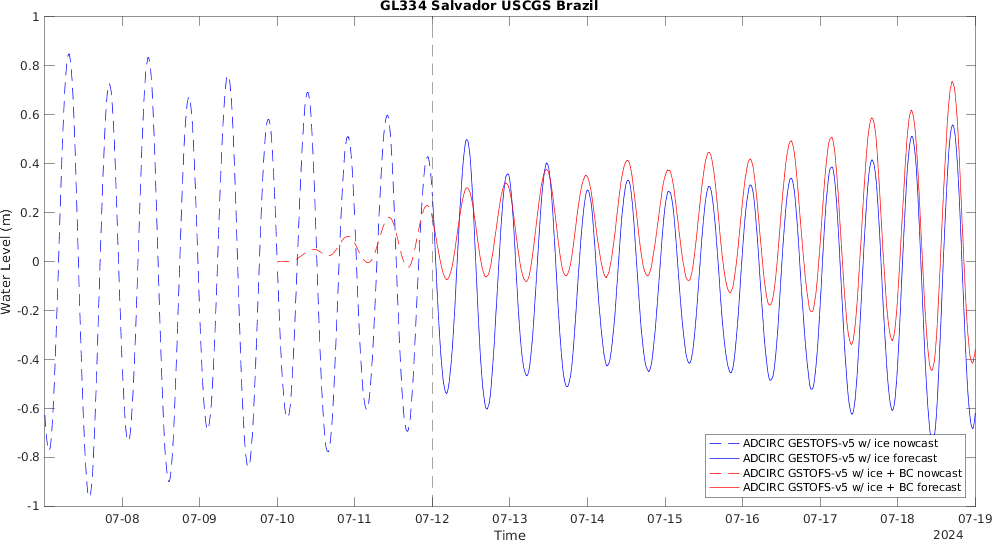 GL334 Salvador USCGS Brazil
Water Level (m)
1
0.8
0.6
0.4
0.2
0
-0.2
-0.4
-0.6
-0.8
-1
ADCIRC GESTOFS-v5 w/ ice nowcast
ADCIRC GESTOFS-v5 w/ ice forecast
ADCIRC GSTOFS-v5 w/ ice + BC nowcast
ADCIRC GSTOFS-v5 w/ ice + BC forecast
07-08 07-09 07-10 07-11 07-12 07-13 07-14 07-15 07-16 07-17 07-18 07-19
Time
2024